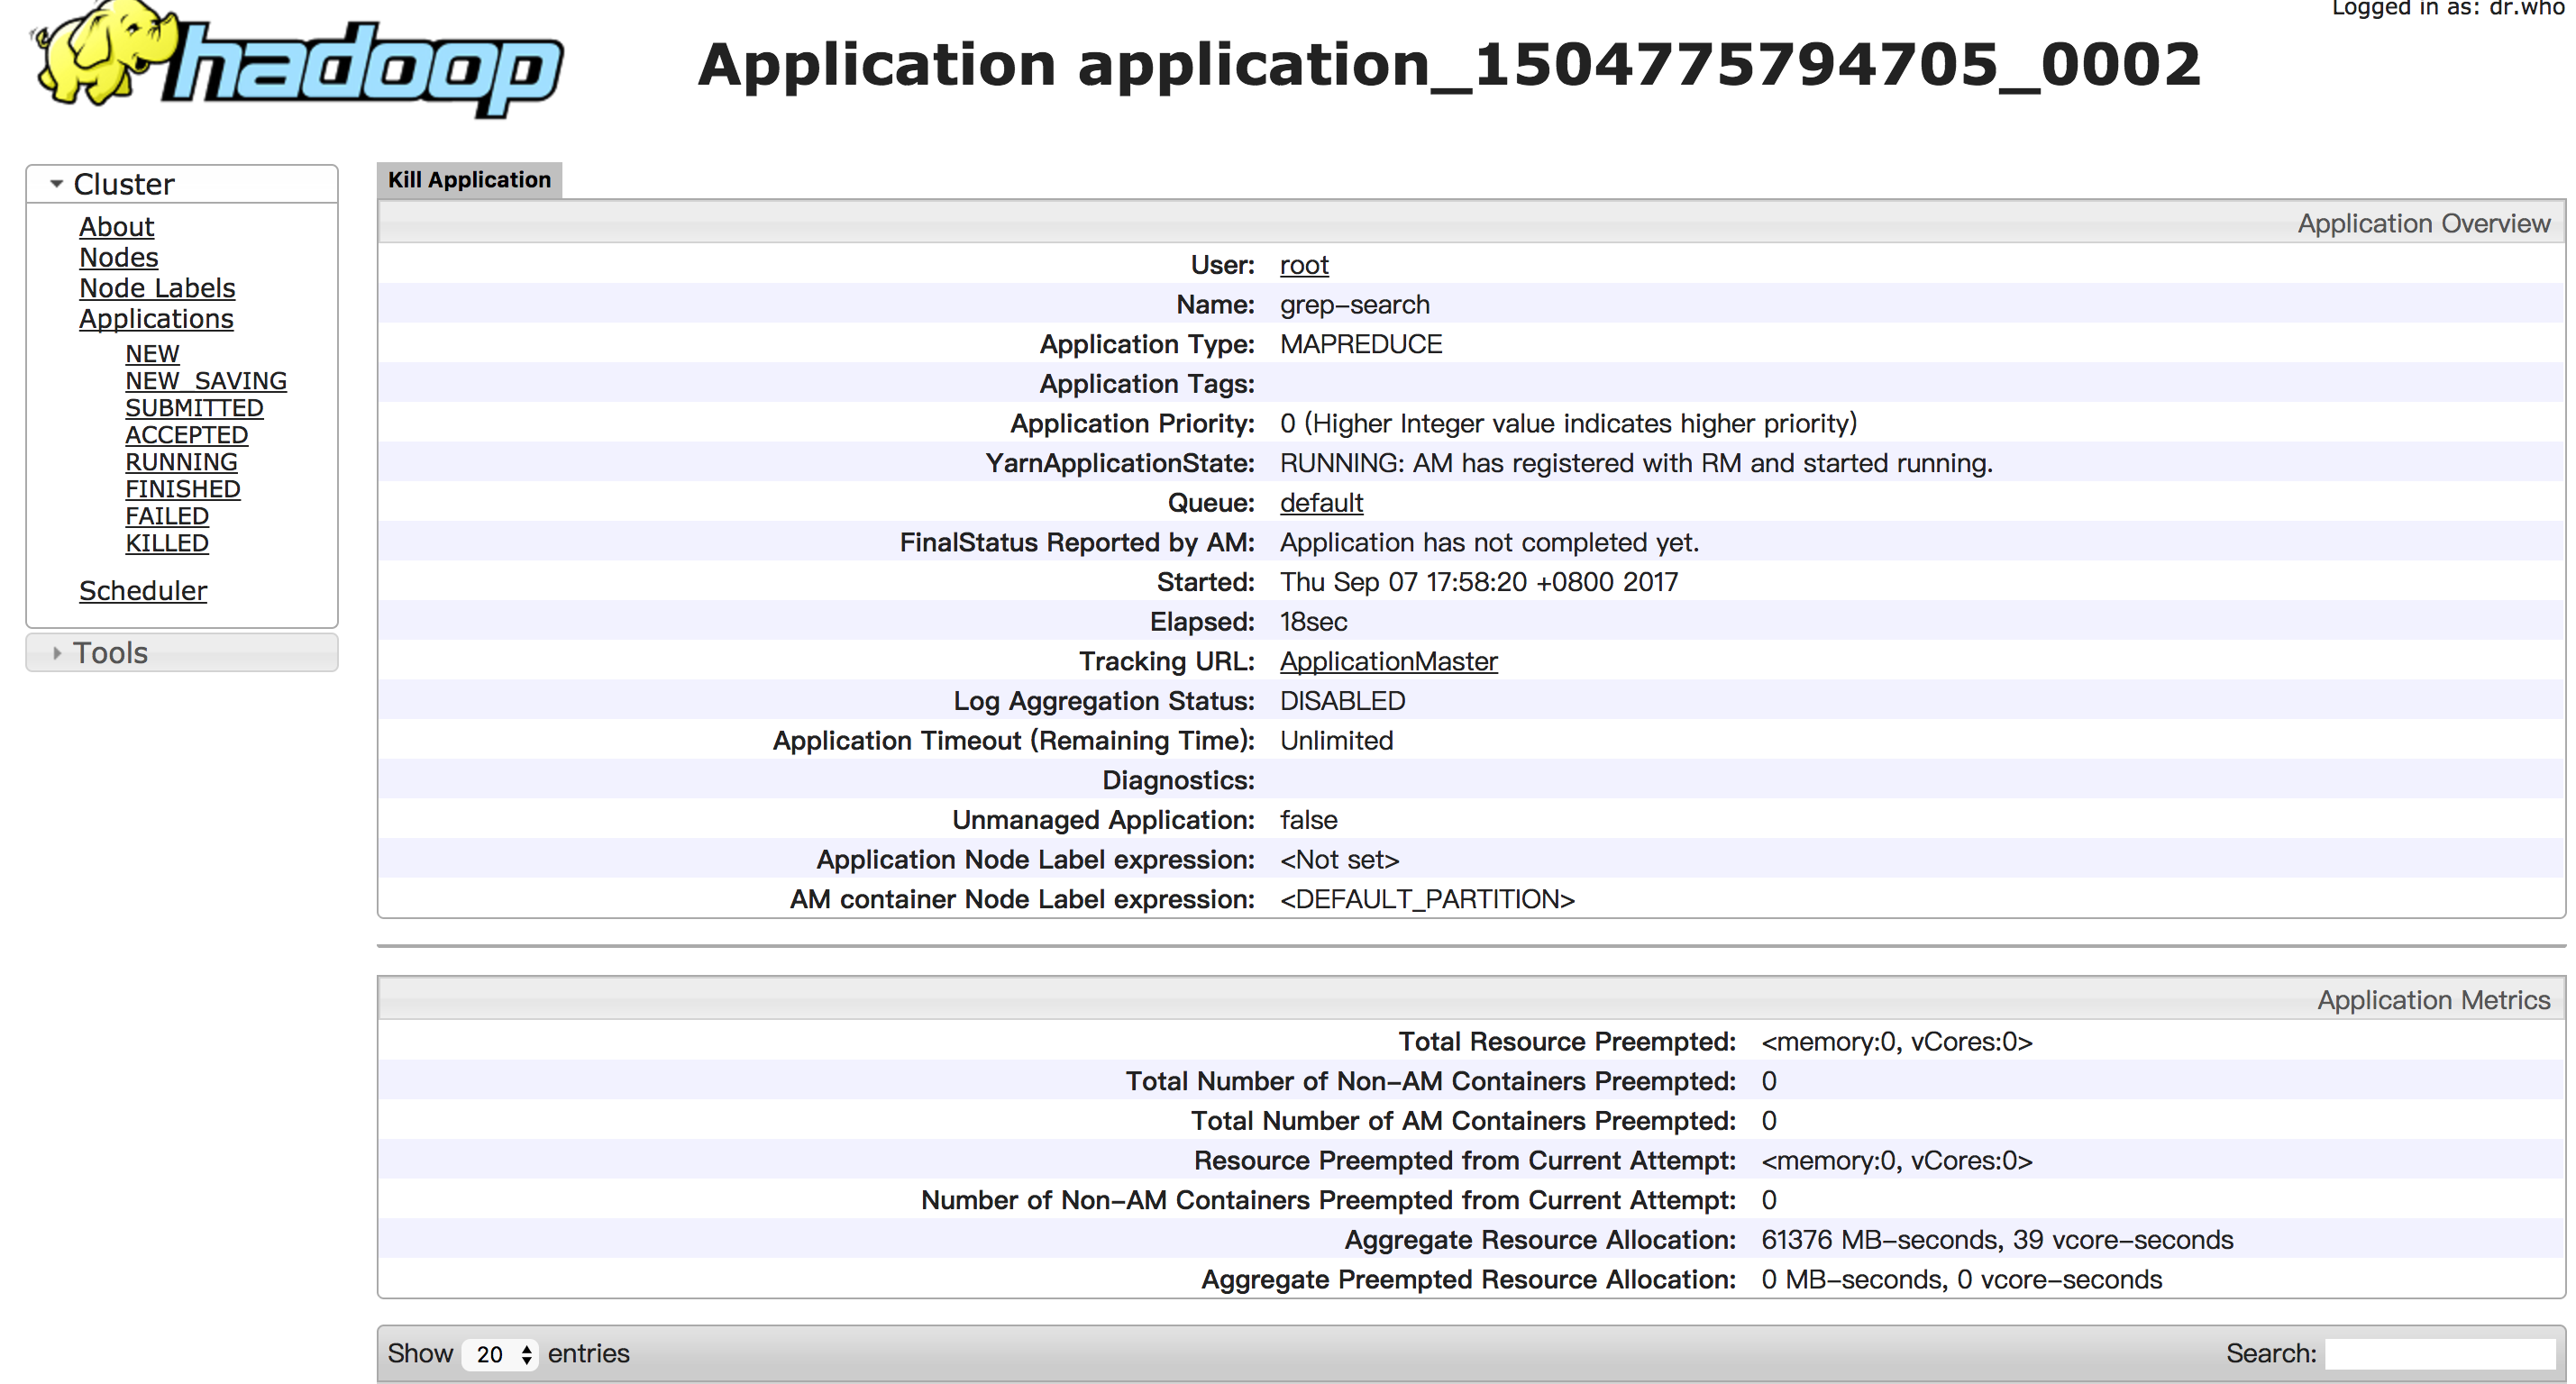 hadoop
Logged in as: dr.who
Application application_1504775794705_0002
Cluster
About
Nodes
Node Labels
Applications
NEW
NEW_SAVING
SUBMITTED
ACCEPTED
RUNNING
FINISHED
FAILED
KILLED
Scheduler
Tools
Kill Application
Application Overview
User: root
Name: grep-search
Application Type: MAPREDUCE
Application Tags:
Application Priority: 0 (Higher Integer value indicates higher priority)
YarnApplicationState: RUNNING: AM has registered with RM and started running.
Queue: default
FinalStatus Reported by AM: Application has not completed yet.
Started: Thu Sep 07 17:58:20 +0800 2017
Elapsed: 18sec
Tracking URL: ApplicationMaster
Log Aggregation Status: DISABLED
Application Timeout (Remaining Time): Unlimited
Diagnostics:
Unmanaged Application: false
Application Node Label expression: <Not set>
AM container Node Label expression: <DEFAULT_PARTITION>
Application Metrics
Total Resource Preempted: <memory:0, vCores:0>
Total Number of Non-AM Containers Preempted: 0
Total Number of AM Containers Preempted: 0
Resource Preempted from Current Attempt: <memory:0, vCores:0>
Number of Non-AM Containers Preempted from Current Attempt: 0
Aggregate Resource Allocation: 61376 MB-seconds, 39 vcore-seconds
Aggregate Preempted Resource Allocation: 0 MB-seconds, 0 vcore-seconds
Show 20 entries
Search: